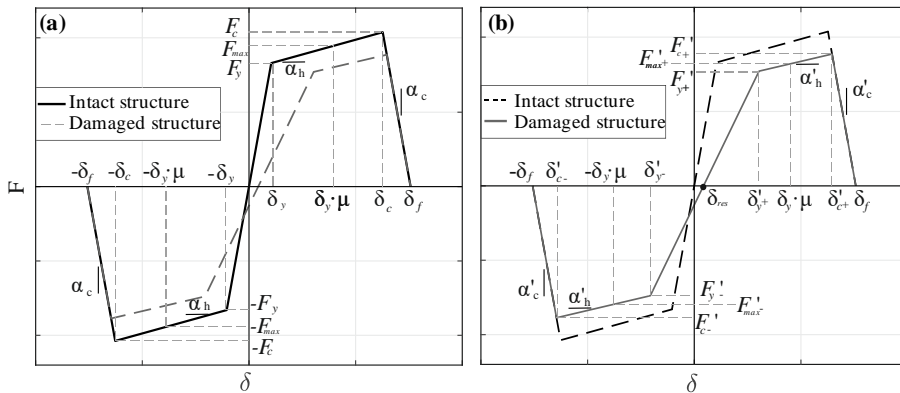 (a)
F_c
F_max
F_y
α_h
α_c
Intact structure
Damaged structure
-δ_f
-δ_c
-δ_y·μ
-δ_y
F
δ_y
δ_y·μ
δ_c
δ_f
α_c
α_h
-F_y
-F_max
-F_c
δ
(b)
F'_c+
F'_max+
F'_y+
α'_h
α'_c
Intact structure
Damaged structure
-δ_f
δ'_c-
-δ_y·μ
δ'_y-
δ_res
δ'_y+
δ_y·μ
δ'_c+
δ_f
α'_c
α'_h
F'_y-
F'_max-
F'_c-
δ